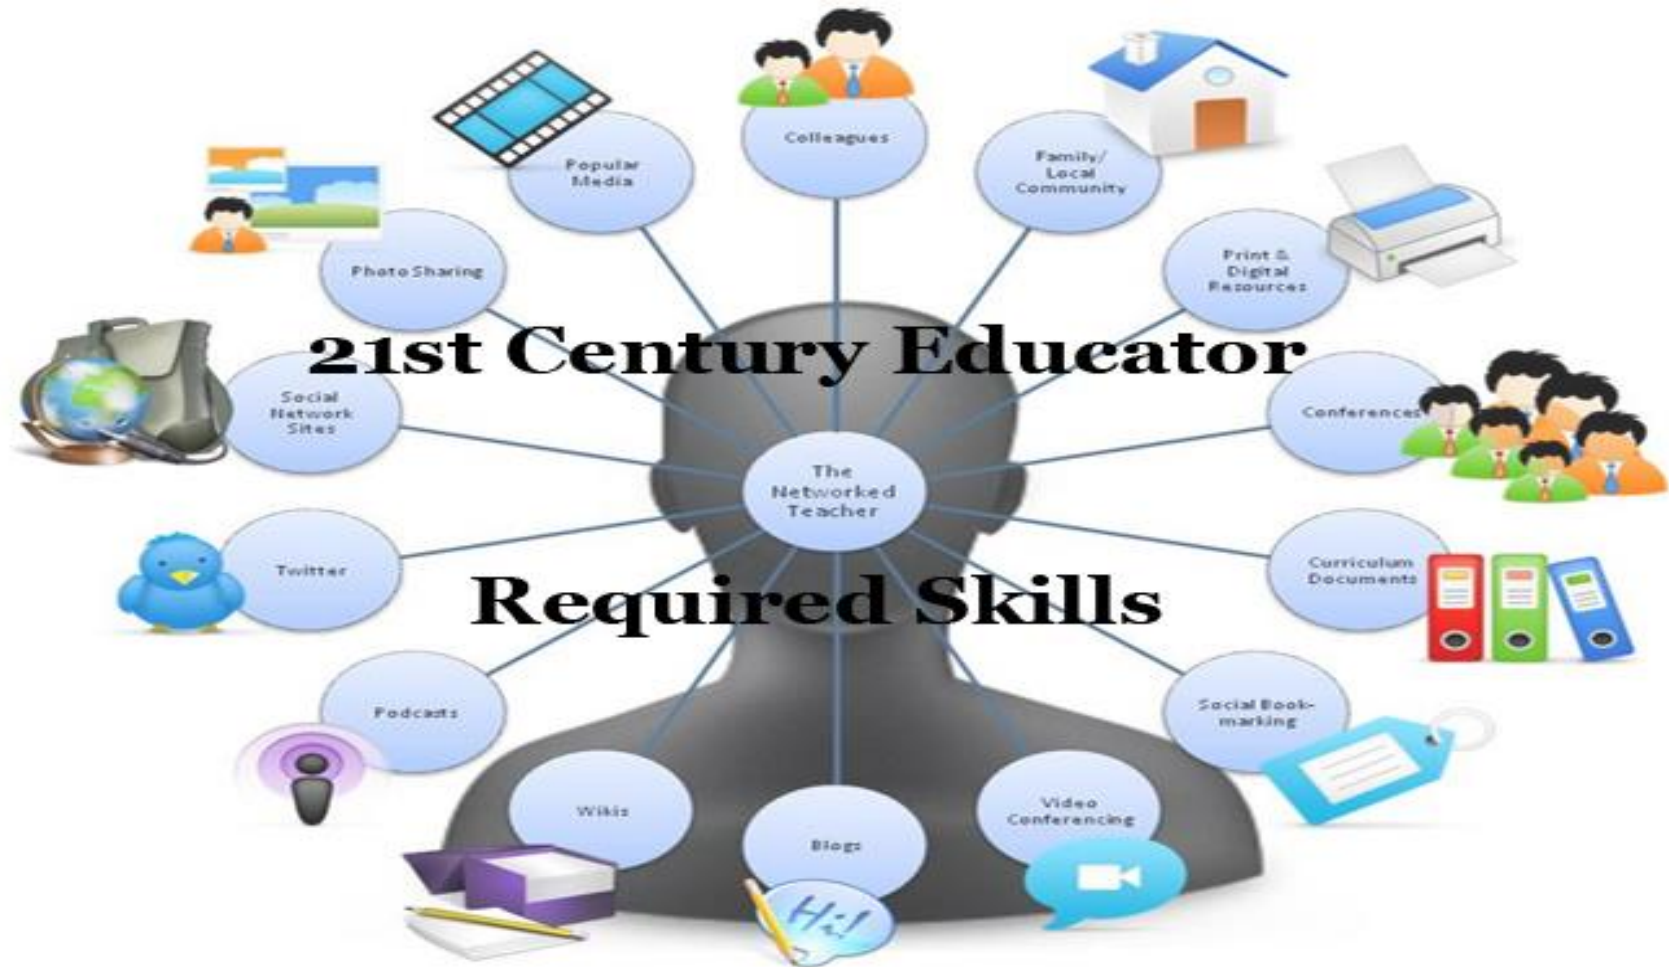 Colleagues
Popular
Media
Family/
Local
Community
Photo Sharing
Print &
Digital
Resources
21st Century Educator
Social
Network
Sites
Conferences
The
Networked
Teacher
Twitter
Curriculum
Documents
Required Skills
Podcasts
Social Book-
marking
Wikis
Video
Conferencing
Blogs
Hi!